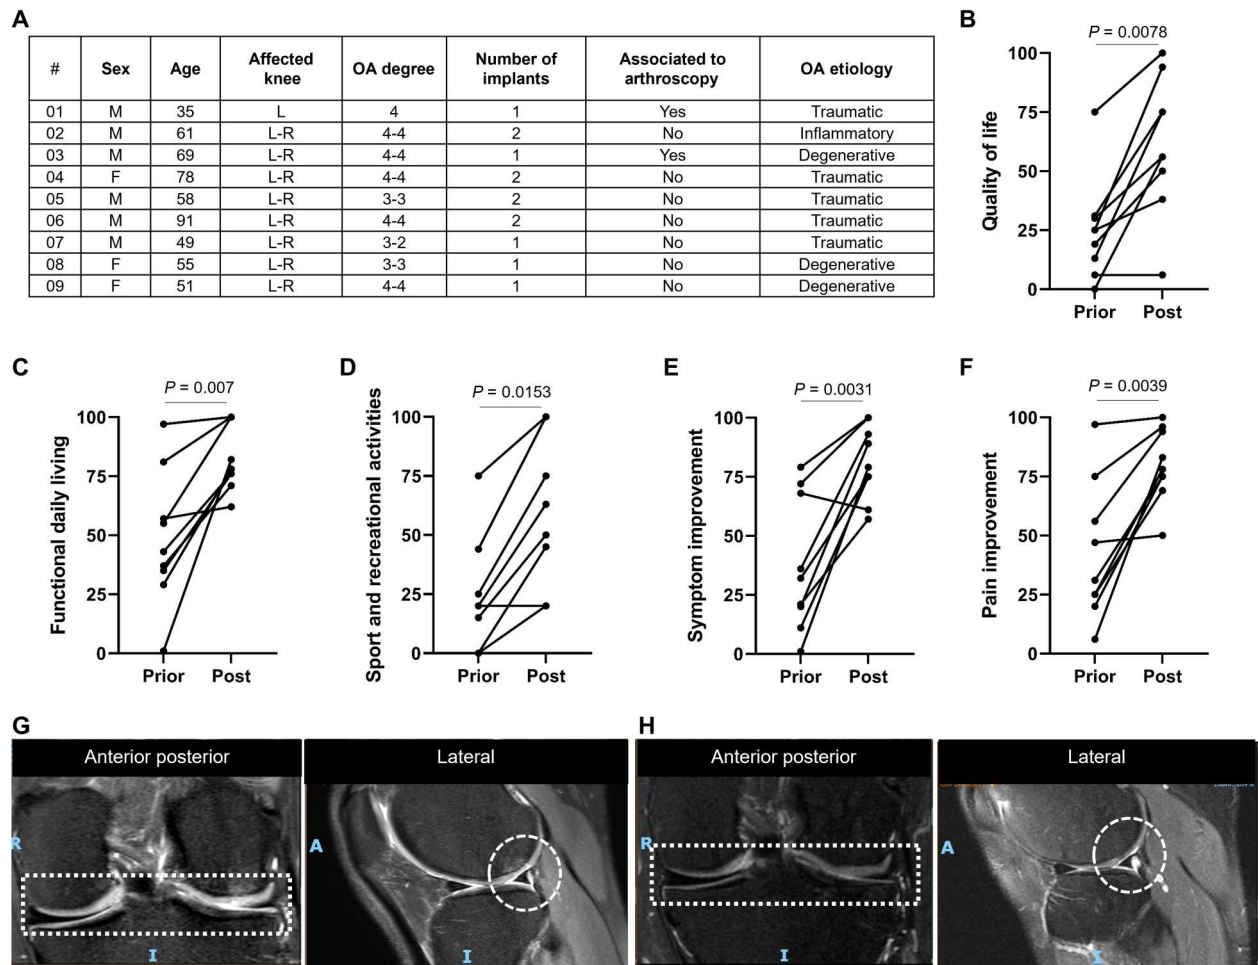 A
# Sex Age Affected knee OA degree Number of implants Associated to arthroscopy OA etiology
01 M 35 L 4 1 Yes Traumatic
02 M 61 L-R 4-4 2 No Inflammatory
03 M 69 L-R 4-4 1 Yes Degenerative
04 F 78 L-R 4-4 2 No Traumatic
05 M 58 L-R 3-3 2 No Traumatic
06 M 91 L-R 4-4 2 No Traumatic
07 M 49 L-R 3-2 1 No Traumatic
08 F 55 L-R 3-3 1 No Degenerative
09 F 51 L-R 4-4 1 No Degenerative
B
P = 0.0078
Quality of life
100
75
50
25
0
Prior Post
C
P = 0.007
Functional daily living
100
75
50
25
0
Prior Post
D
P = 0.0153
Sport and recreational activities
100
75
50
25
0
Prior Post
E
P = 0.0031
Symptom improvement
100
75
50
25
0
Prior Post
F
P = 0.0039
Pain improvement
100
75
50
25
0
Prior Post
G
Anterior posterior
R
I
Lateral
A
I
H
Anterior posterior
R
I
Lateral
A
I